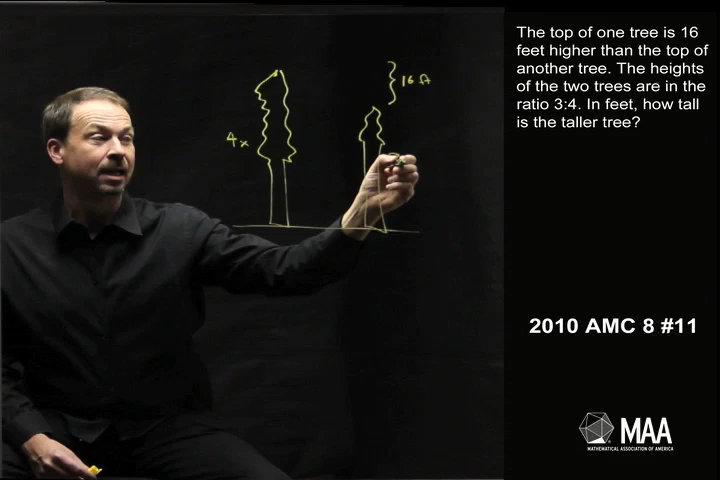 The top of one tree is 16
feet higher than the top of
another tree. The heights
of the two trees are in the
ratio 3:4. In feet, how tall
is the taller tree?
16 ft
4x
2010 AMC 8 #11
MAA
MATHEMATICAL ASSOCIATION OF AMERICA